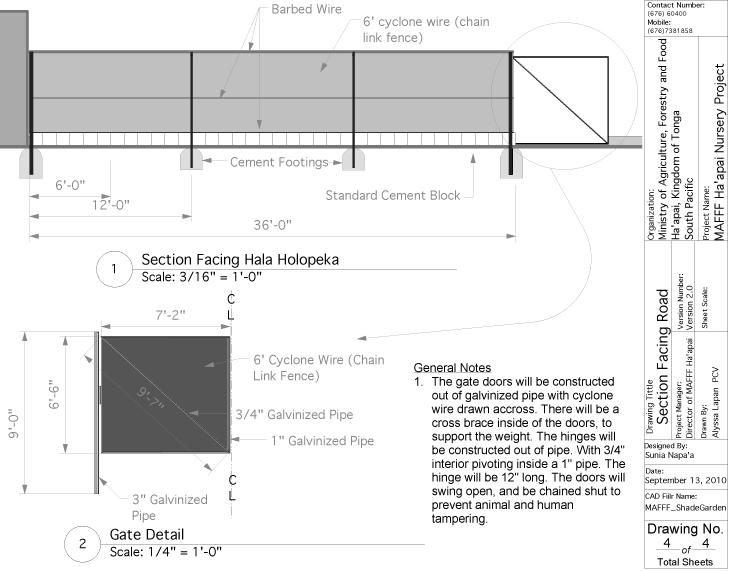 Barbed Wire
6' cyclone wire (chain
link fence)
Cement Footings
Standard Cement Block
6'-0"
12'-0"
36'-0"
1
Section Facing Hala Holopeka
Scale: 3/16" = 1'-0"
C
L
7'-2"
6'-6"
9'-0"
9'-7"
6' Cyclone Wire (Chain
Link Fence)
3/4" Galvinized Pipe
1" Galvinized Pipe
C
L
3" Galvinized
Pipe
2
Gate Detail
Scale: 1/4" = 1'-0"
General Notes
1. The gate doors will be constructed
out of galvinized pipe with cyclone
wire drawn accross. There will be a
cross brace inside of the doors, to
support the weight. The hinges will
be constructed out of pipe. With 3/4"
interior pivoting inside a 1" pipe. The
hinge will be 12" long. The doors will
swing open, and be chained shut to
prevent animal and human
tampering.
Contact Number:
(676) 60400
Mobile:
(676)7381858
Organization:
Ministry of Agriculture, Forestry and Food
Ha'apai, Kingdom of Tonga
South Pacific
Project Name:
MAFFF Ha'apai Nursery Project
Drawing Tittle
Section Facing Road
Project Manager:
Director of MAFFF Ha'apai
Version Number:
Version 2.0
Drawn By:
Alyssa Lapan PCV
Sheet Scale:
Designed By:
Sunia Napa'a
Date:
September 13, 2010
CAD Filr Name:
MAFFF_ShadeGarden
Drawing No.
4 of 4
Total Sheets